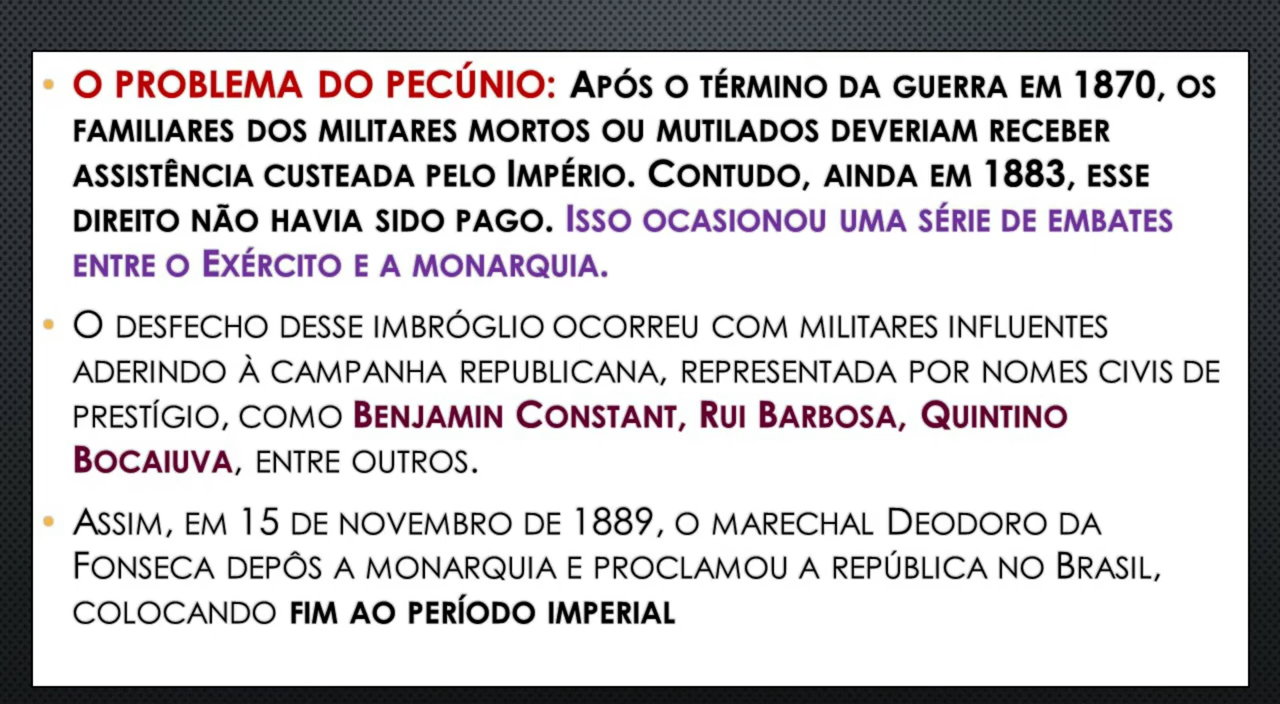 • O PROBLEMA DO PECÚNIO: APÓS O TÉRMINO DA GUERRA EM 1870, OS
FAMILIARES DOS MILITARES MORTOS OU MUTILADOS DEVERIAM RECEBER
ASSISTÊNCIA CUSTEADA PELO IMPÉRIO. CONTUDO, AINDA EM 1883, ESSE
DIREITO NÃO HAVIA SIDO PAGO. ISSO OCASIONOU UMA SÉRIE DE EMBATES
ENTRE O EXÉRCITO E A MONARQUIA.
• O DESFECHO DESSE IMBRÓGLIO OCORREU COM MILITARES INFLUENTES
ADERINDO À CAMPANHA REPUBLICANA, REPRESENTADA POR NOMES CIVIS DE
PRESTÍGIO, COMO BENJAMIN CONSTANT, RUI BARBOSA, QUINTINO
BOCAIUVA, ENTRE OUTROS.
• ASSIM, EM 15 DE NOVEMBRO DE 1889, O MARECHAL DEODORO DA
FONSECA DEPÔS A MONARQUIA E PROCLAMOU A REPÚBLICA NO BRASIL,
COLOCANDO FIM AO PERÍODO IMPERIAL